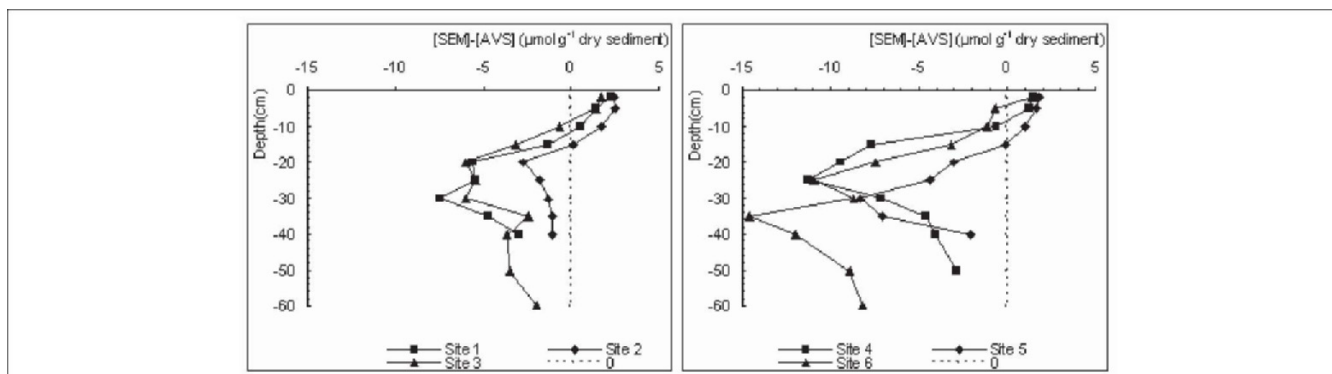 [SEM]-[AVS] (µmol g⁻¹ dry sediment)
-15 -10 -5 0 5
Depth(cm)
0
-10
-20
-30
-40
-50
-60
Site 1 Site 2
Site 3 0
[SEM]-[AVS] (µmol g⁻¹ dry sediment)
-15 -10 -5 0 5
Depth(cm)
0
-10
-20
-30
-40
-50
-60
Site 4 Site 5
Site 6 0